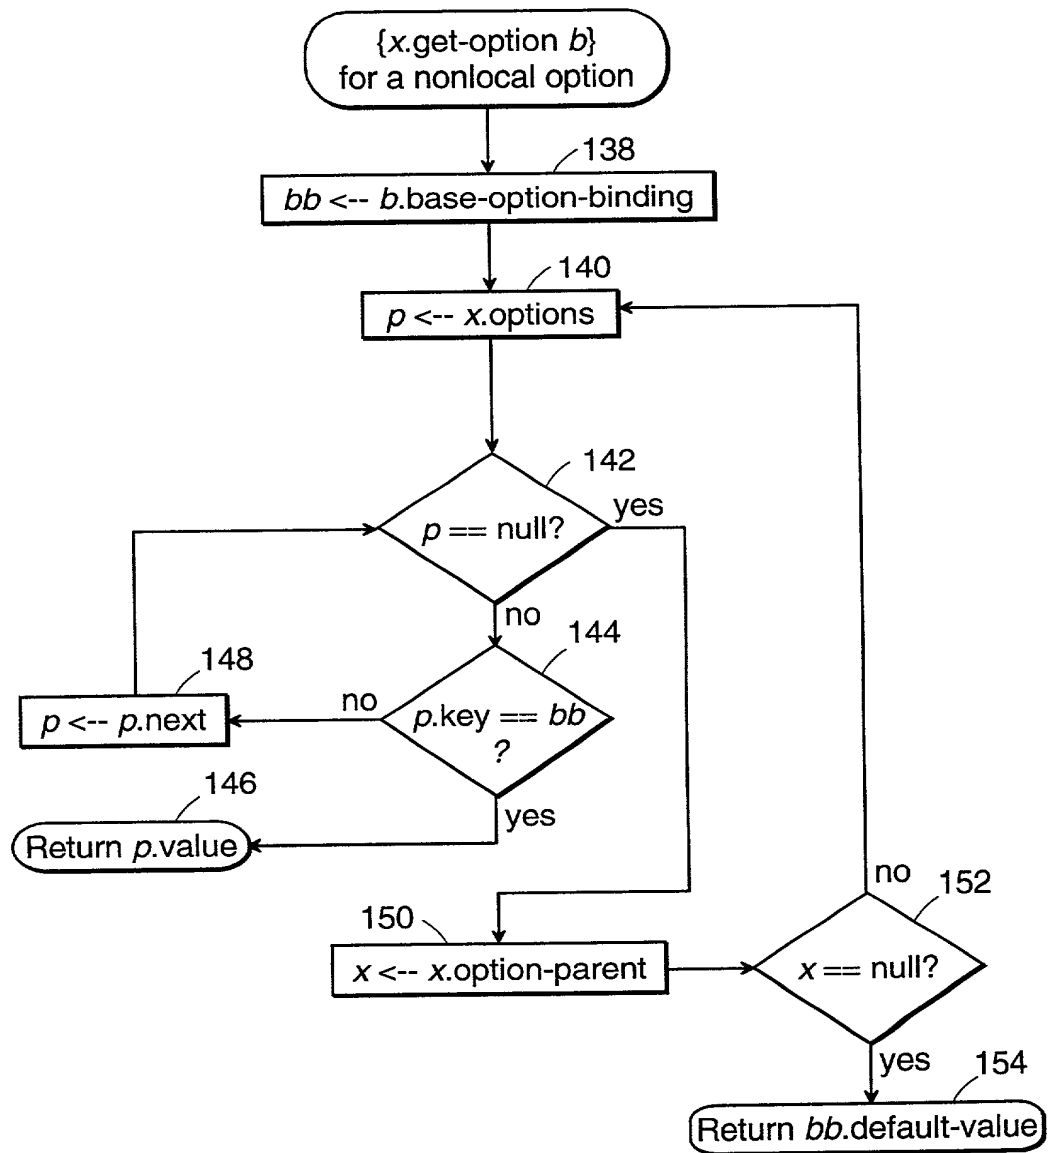 {x.get-option b}
for a nonlocal option
138
bb <-- b.base-option-binding
140
p <-- x.options
142
yes
p == null?
no
144
148
no
p.key == bb
?
p <-- p.next
146
yes
Return p.value
no
152
150
x <-- x.option-parent
x == null?
yes
154
Return bb.default-value